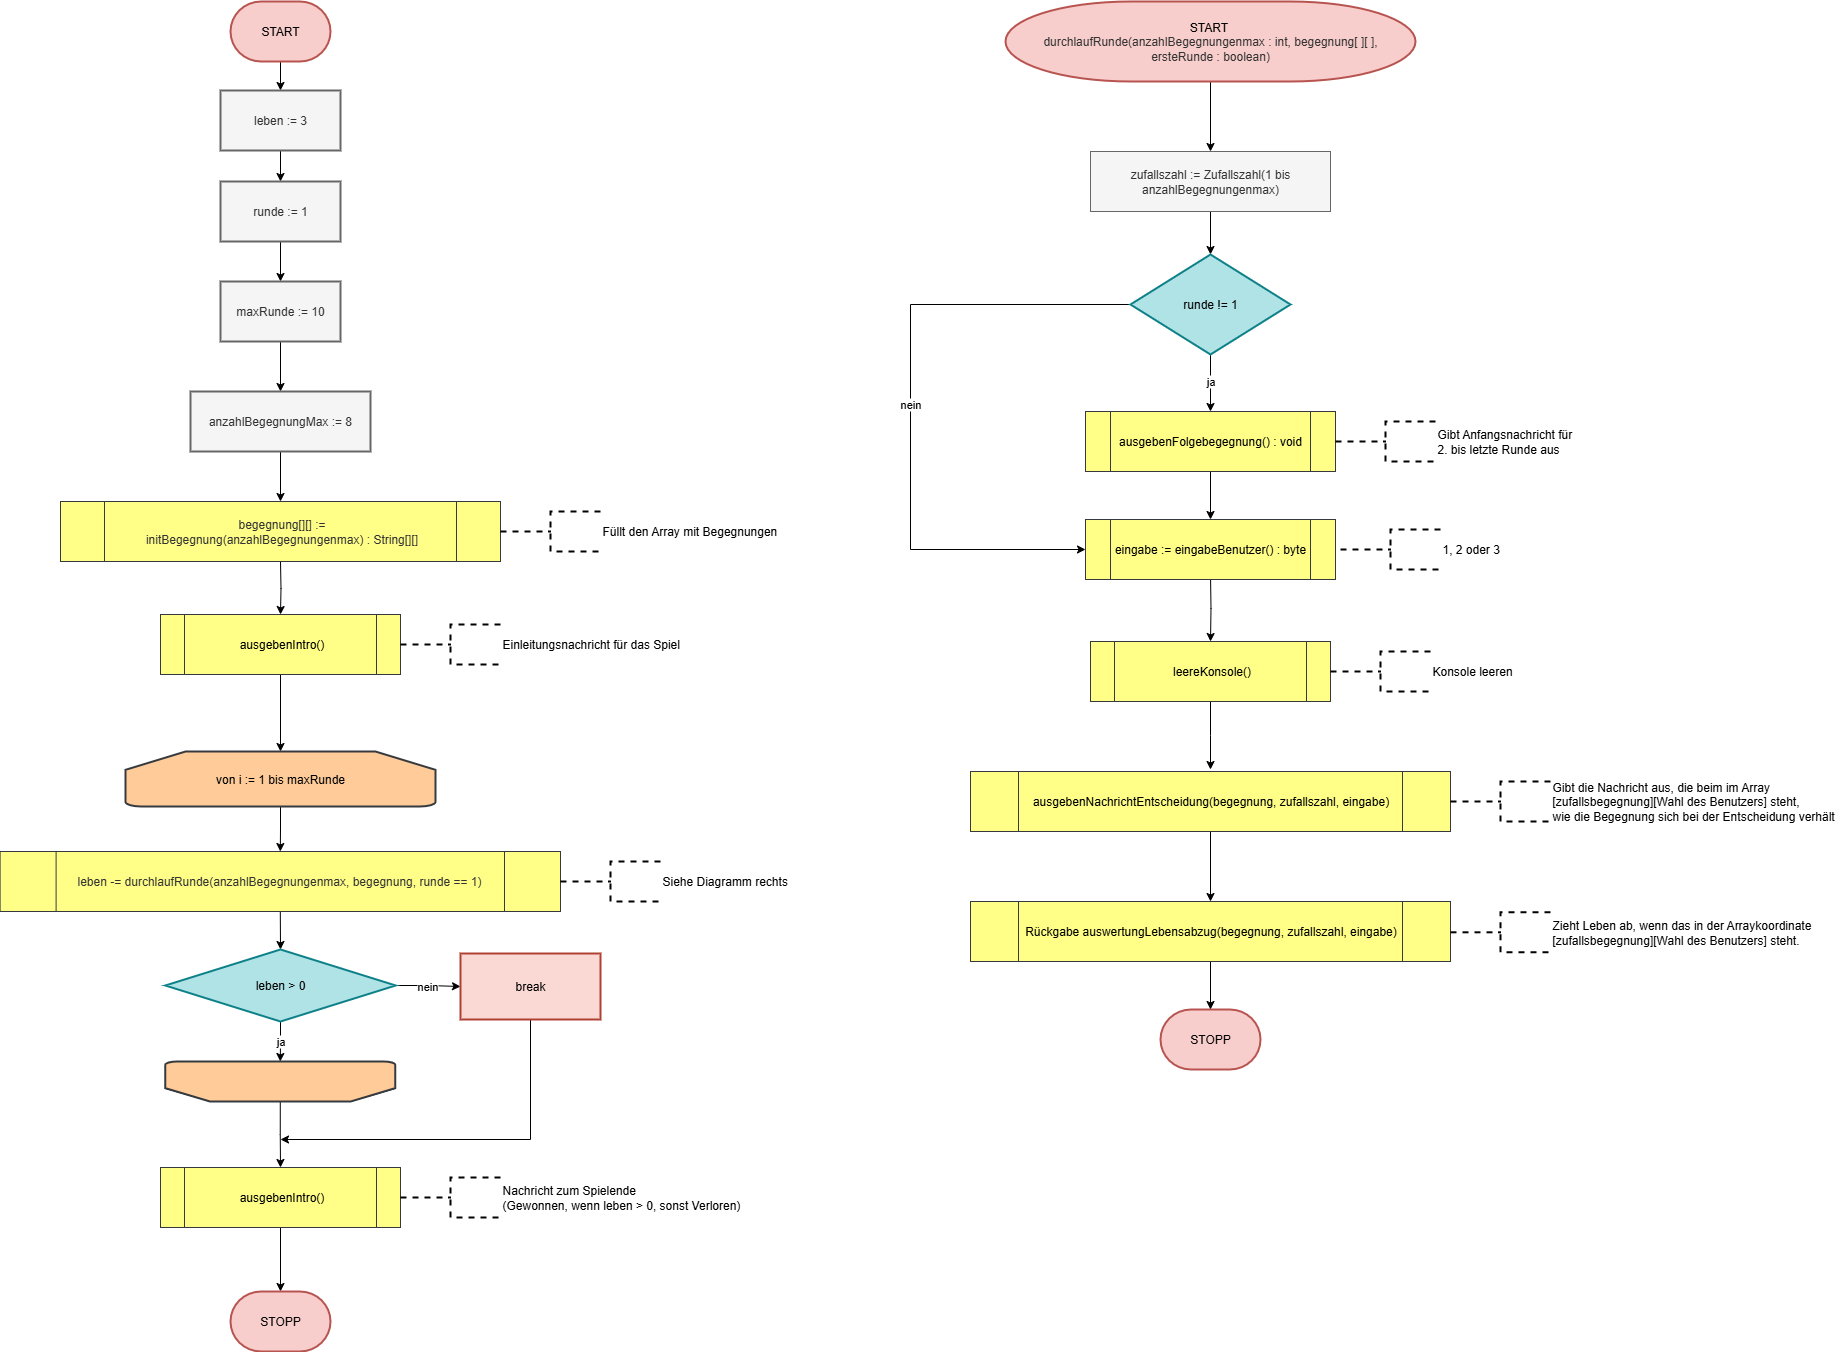 START
leben := 3
runde := 1
maxRunde := 10
anzahlBegegnungMax := 8
begegnung[][] :=
initBegegnung(anzahlBegegnungenmax) : String[][]
Füllt den Array mit Begegnungen
ausgebenIntro()
Einleitungsnachricht für das Spiel
von i := 1 bis maxRunde
leben -= durchlaufRunde(anzahlBegegnungenmax, begegnung, runde == 1)
Siehe Diagramm rechts
leben > 0
nein
break
ja
ausgebenIntro()
Nachricht zum Spielende
(Gewonnen, wenn leben > 0, sonst Verloren)
STOPP
START
durchlaufRunde(anzahlBegegnungenmax : int, begegnung[ ][ ],
ersteRunde : boolean)
zufallszahl := Zufallszahl(1 bis
anzahlBegegnungenmax)
runde != 1
ja
nein
ausgebenFolgebegegnung() : void
Gibt Anfangsnachricht für
2. bis letzte Runde aus
eingabe := eingabeBenutzer() : byte
1, 2 oder 3
leereKonsole()
Konsole leeren
ausgebenNachrichtEntscheidung(begegnung, zufallszahl, eingabe)
Gibt die Nachricht aus, die beim im Array
[zufallsbegegnung][Wahl des Benutzers] steht,
wie die Begegnung sich bei der Entscheidung verhält
Rückgabe auswertungLebensabzug(begegnung, zufallszahl, eingabe)
Zieht Leben ab, wenn das in der Arraykoordinate
[zufallsbegegnung][Wahl des Benutzers] steht.
STOPP